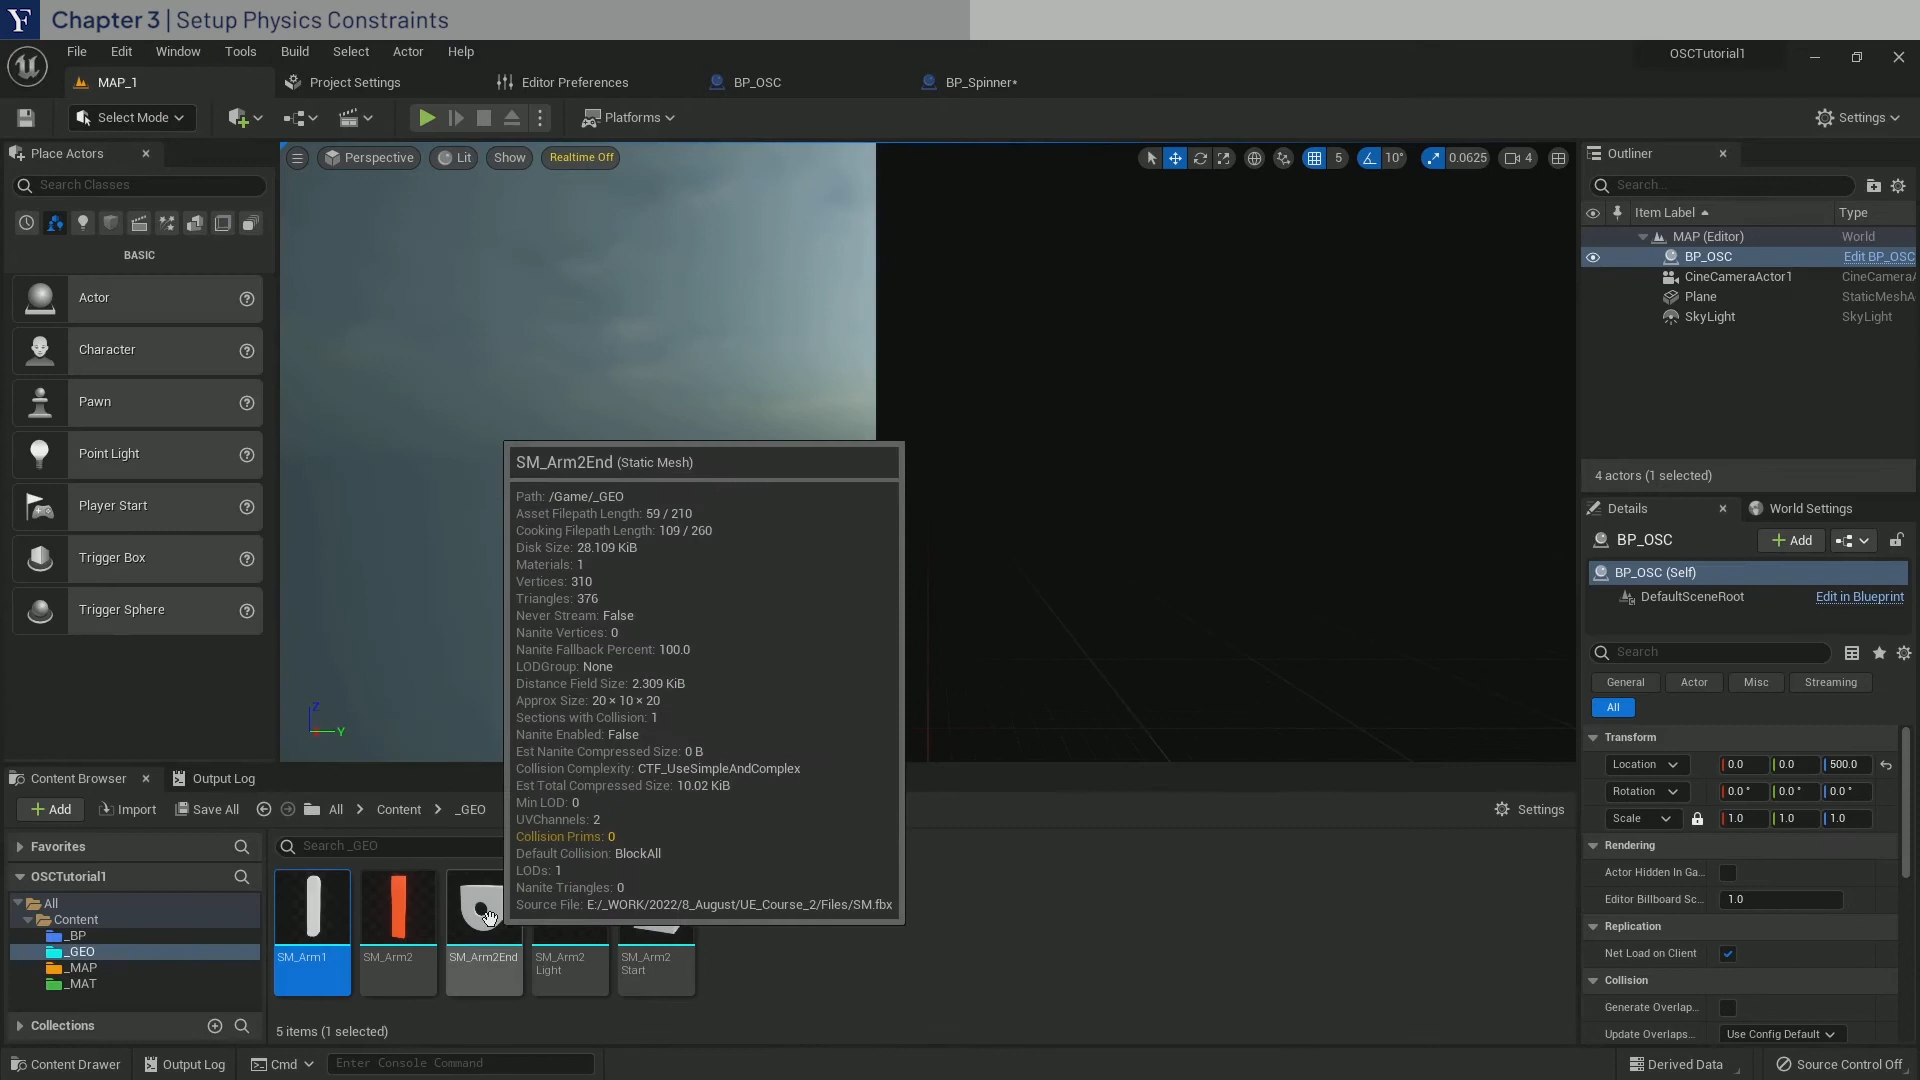 Y Chapter 3 | Setup Physics Constraints
File Edit Window Tools Build Select Actor Help
OSCTutorial1
MAP_1 Project Settings Editor Preferences BP_OSC BP_Spinner*
Select Mode Platforms Settings
Place Actors
Search Classes
BASIC
Actor
Character
Pawn
Point Light
Player Start
Trigger Box
Trigger Sphere
Perspective Lit Show Realtime Off 5 10° 0.0625 4
Z
Y
SM_Arm2End (Static Mesh)
Path: /Game/_GEO
Asset Filepath Length: 59 / 210
Cooking Filepath Length: 109 / 260
Disk Size: 28.109 KiB
Materials: 1
Vertices: 310
Triangles: 376
Never Stream: False
Nanite Vertices: 0
Nanite Fallback Percent: 100.0
LODGroup: None
Distance Field Size: 2.309 KiB
Approx Size: 20 × 10 × 20
Sections with Collision: 1
Nanite Enabled: False
Est Nanite Compressed Size: 0 B
Collision Complexity: CTF_UseSimpleAndComplex
Est Total Compressed Size: 10.02 KiB
Min LOD: 0
UVChannels: 2
Collision Prims: 0
Default Collision: BlockAll
LODs: 1
Nanite Triangles: 0
Source File: E:/_WORK/2022/8_August/UE_Course_2/Files/SM.fbx
Outliner
Search...
Item Label Type
MAP (Editor) World
BP_OSC Edit BP_OSC
CineCameraActor1 CineCameraA
Plane StaticMeshA
SkyLight SkyLight
4 actors (1 selected)
Details World Settings
BP_OSC Add
BP_OSC (Self)
DefaultSceneRoot Edit in Blueprint
Search
General Actor Misc Streaming
All
Transform
Location 0.0 0.0 500.0
Rotation 0.0 ° 0.0 ° 0.0 °
Scale 1.0 1.0 1.0
Rendering
Actor Hidden In Ga...
Editor Billboard Sc... 1.0
Replication
Net Load on Client
Collision
Generate Overlap...
Update Overlaps... Use Config Default
Content Browser Output Log
Add Import Save All All Content _GEO Settings
Favorites
OSCTutorial1
All
Content
_BP
_GEO
_MAP
_MAT
Collections
Search _GEO
SM_Arm1
SM_Arm2
SM_Arm2End
SM_Arm2
Light
SM_Arm2
Start
5 items (1 selected)
Content Drawer Output Log Cmd Enter Console Command Derived Data Source Control Off